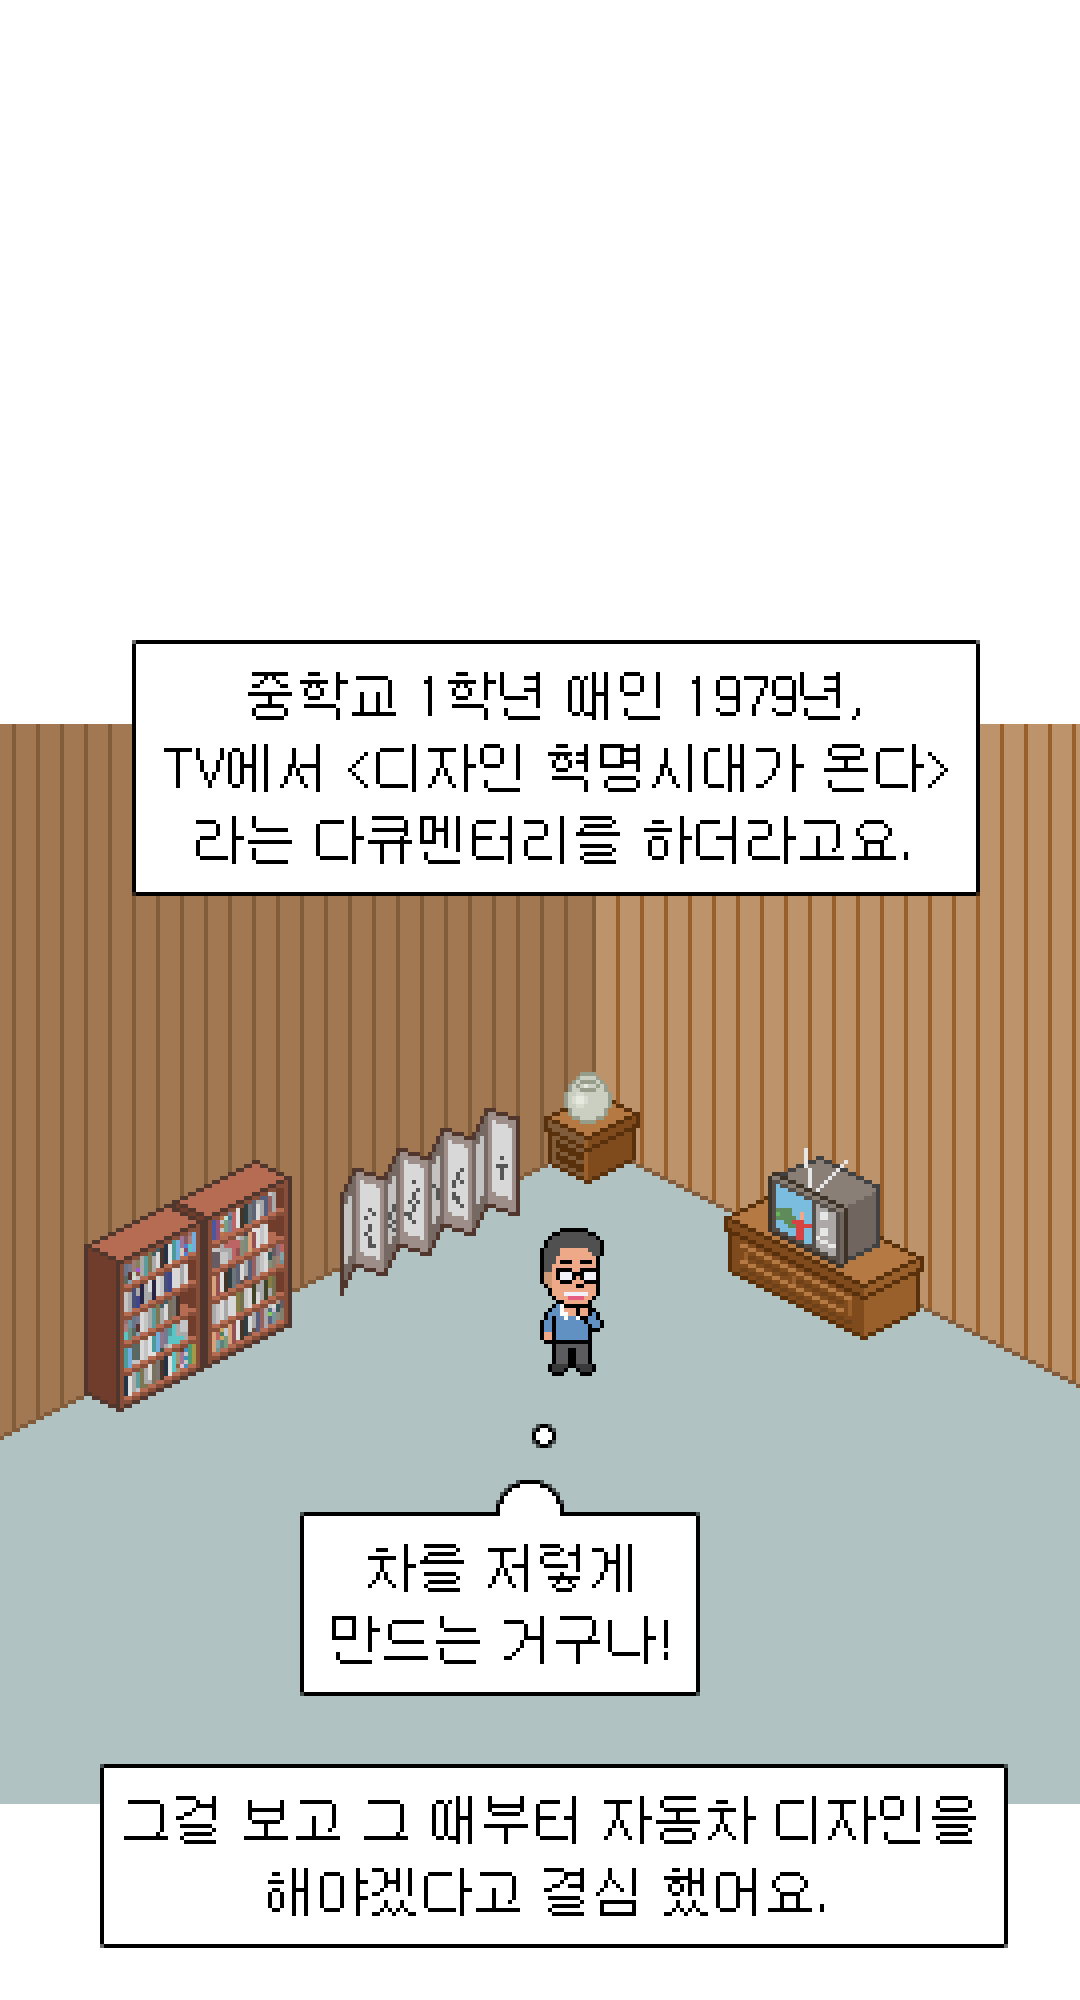 중학교 1학년 때인 1979년,
TV에서 <디자인 혁명시대가 온다>
라는 다큐멘터리를 하더라고요.
차를 저렇게
만드는 거구나!
그걸 보고 그 때부터 자동차 디자인을
해야겠다고 결심 했어요.